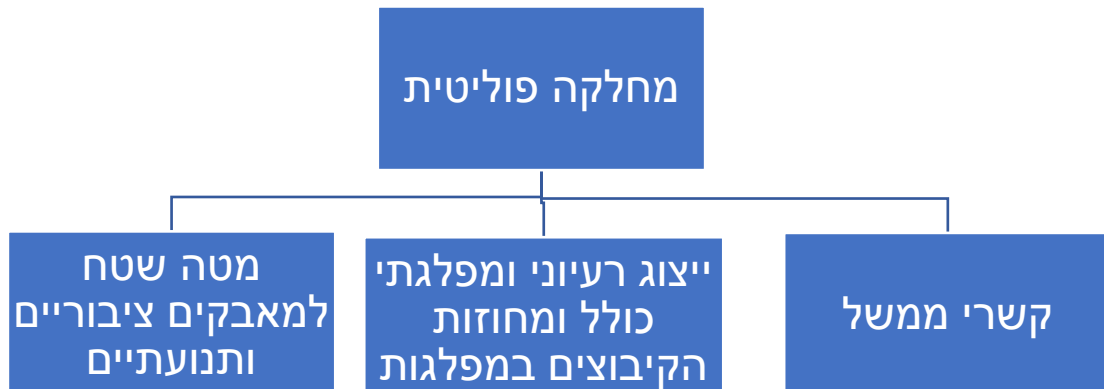 מחלקה פוליטית
קשרי ממשל
ייצוג רעיוני ומפלגתי
כולל ומחוזות
הקיבוצים במפלגות
מטה שטח
למאבקים ציבוריים
ותנועתיים